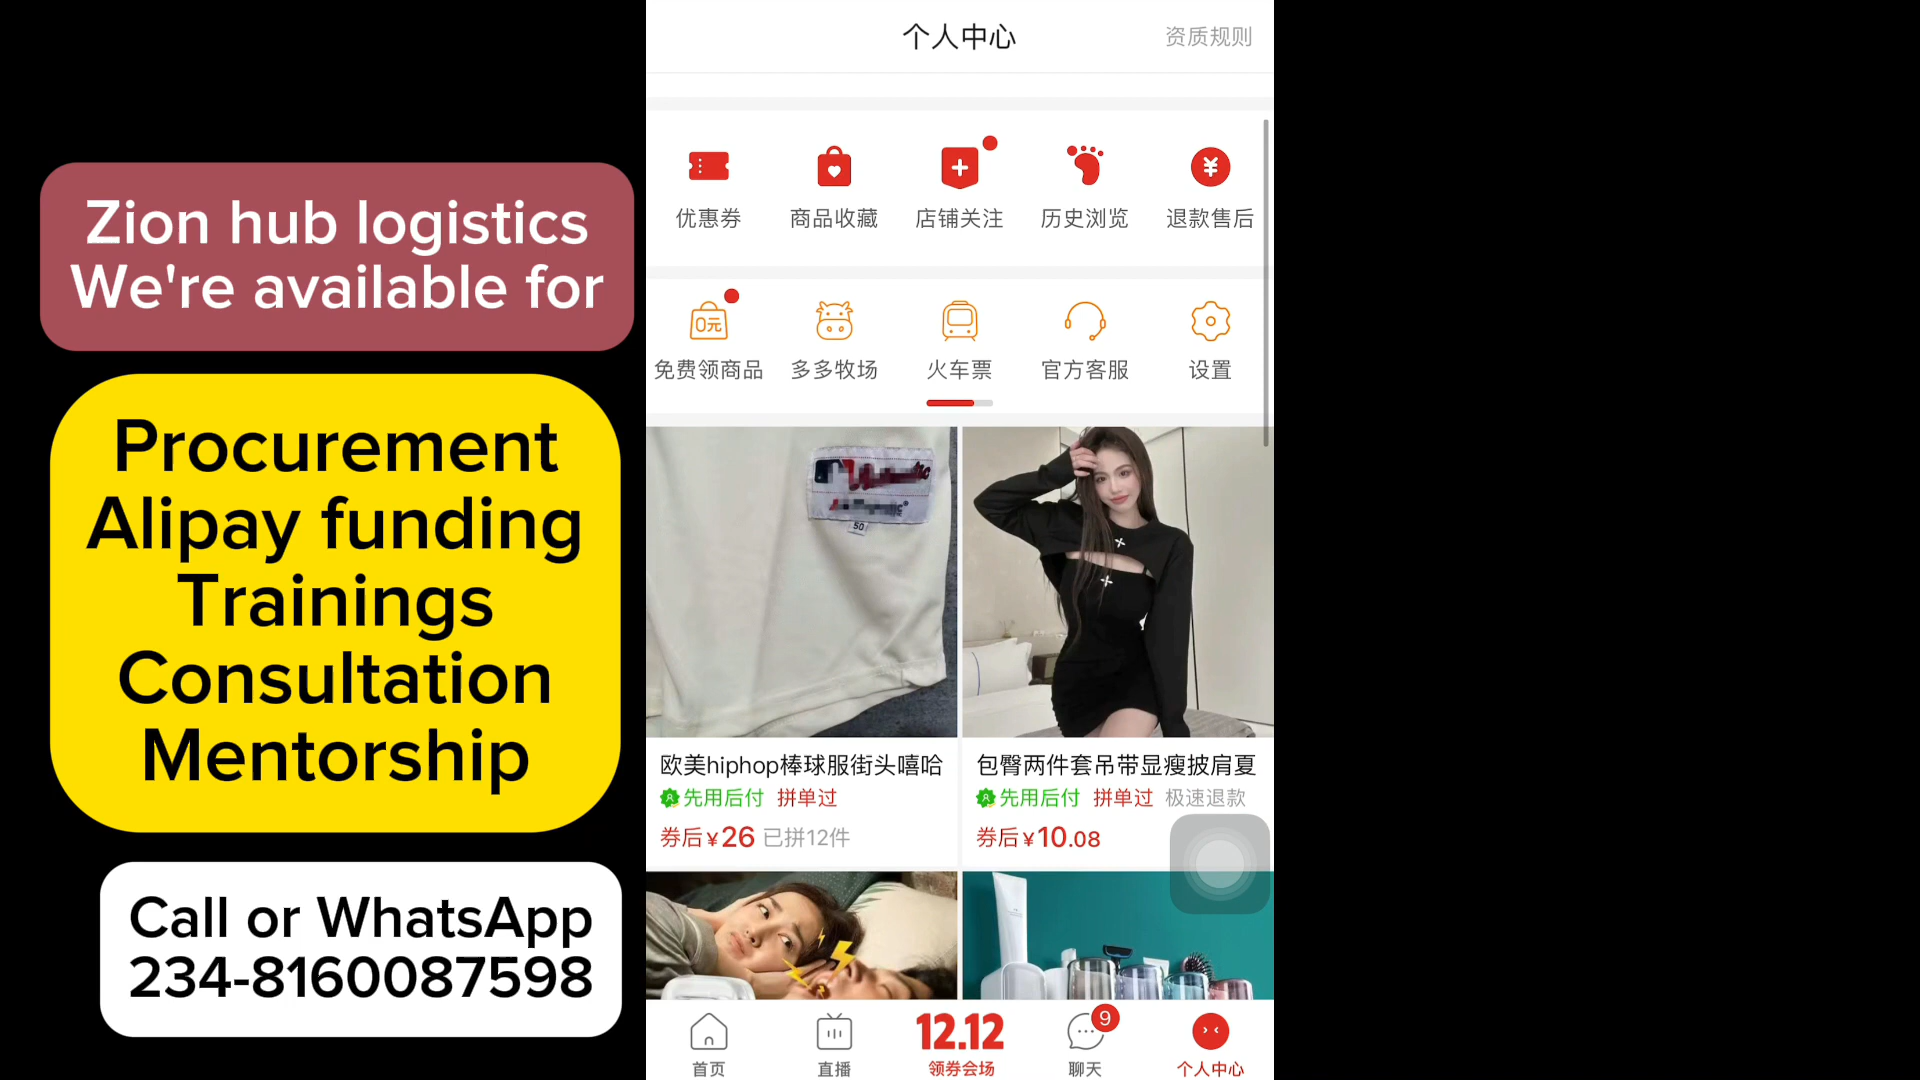 Zion hub logistics
We're available for
Procurement
Alipay funding
Trainings
Consultation
Mentorship
Call or WhatsApp
234-8160087598
个人中心
资质规则
优惠券
商品收藏
店铺关注
历史浏览
退款售后
0元
免费领商品
多多牧场
火车票
官方客服
设置
50
欧美hiphop棒球服街头嘻哈
先用后付 拼单过
券后¥26 已拼12件
包臀两件套吊带显瘦披肩夏
先用后付 拼单过 极速退款
券后¥10.08
首页
直播
12.12
领券会场
9
聊天
个人中心